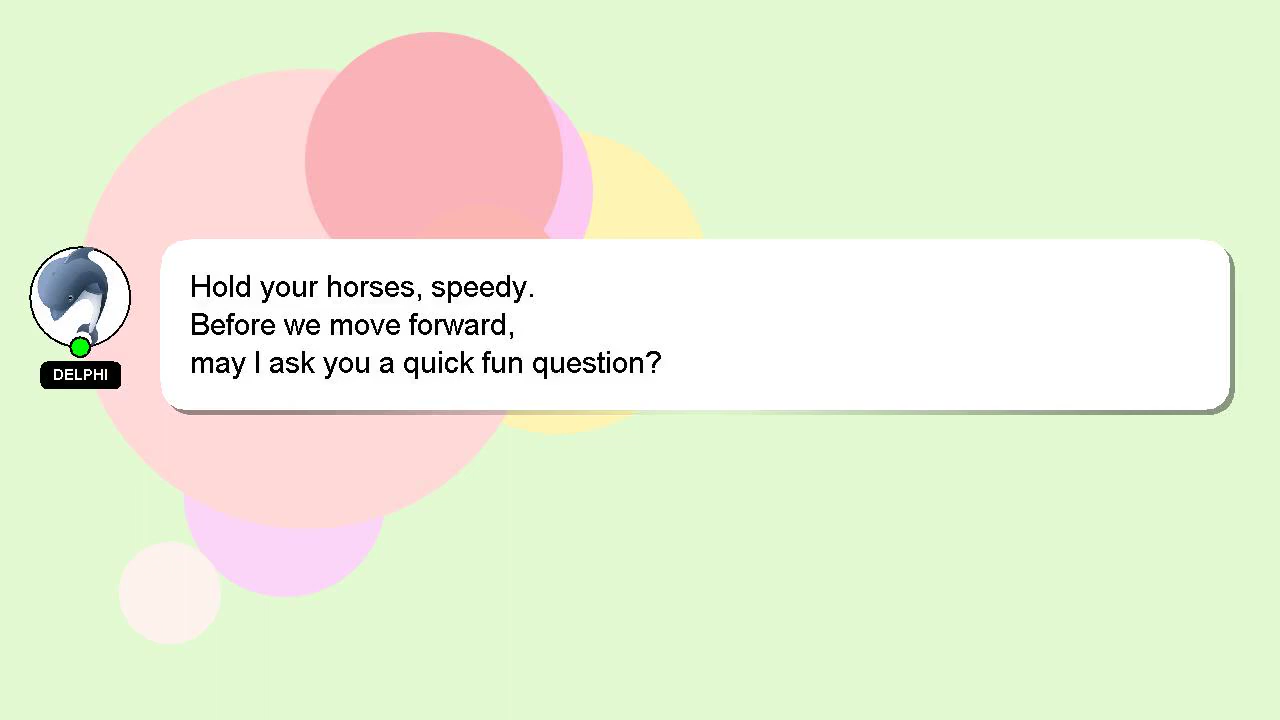 Hold your horses, speedy.
Before we move forward,
may I ask you a quick fun question?
DELPHI